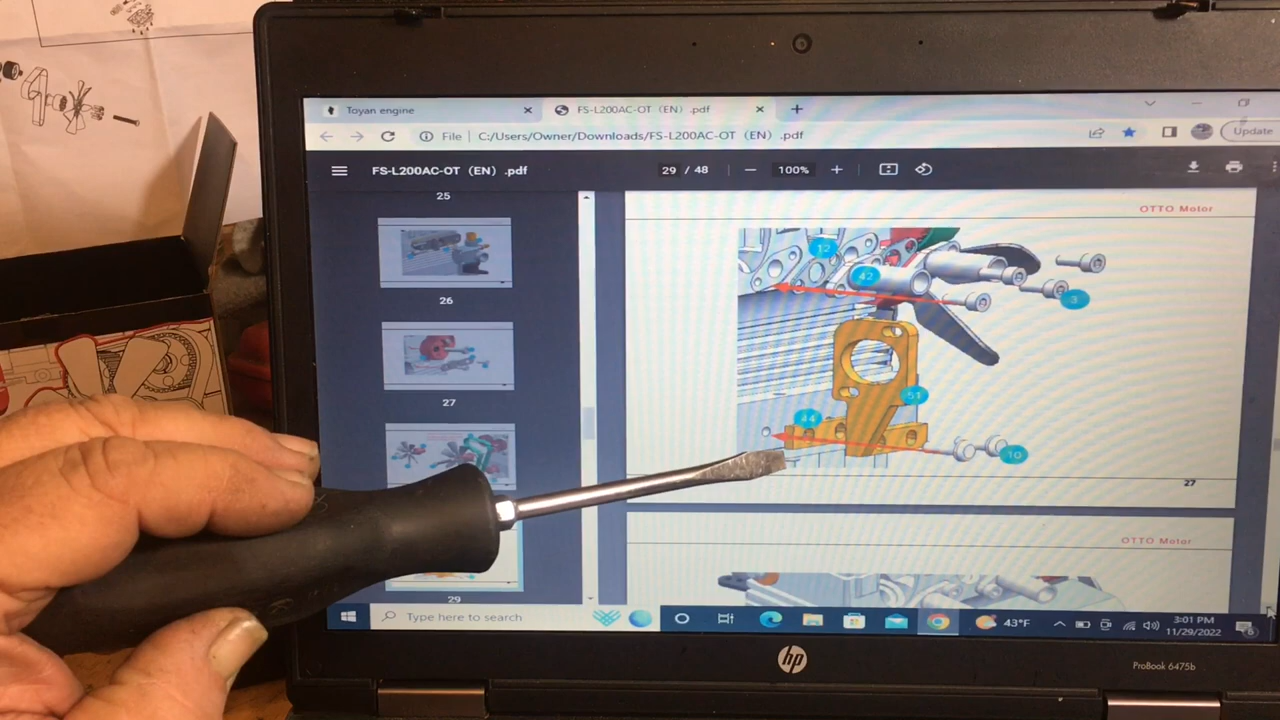 Toyan engine
FS-L200AC-OT (EN) .pdf
File C:/Users/Owner/Downloads/FS-L200AC-OT (EN) .pdf
Update
FS-L200AC-OT (EN) .pdf
29 / 48
100%
25
26
27
29
OTTO Motor
12
42
3
51
44
10
27
OTTO Motor
Type here to search
43°F
3:01 PM
11/29/2022
6
hp
ProBook 6475b